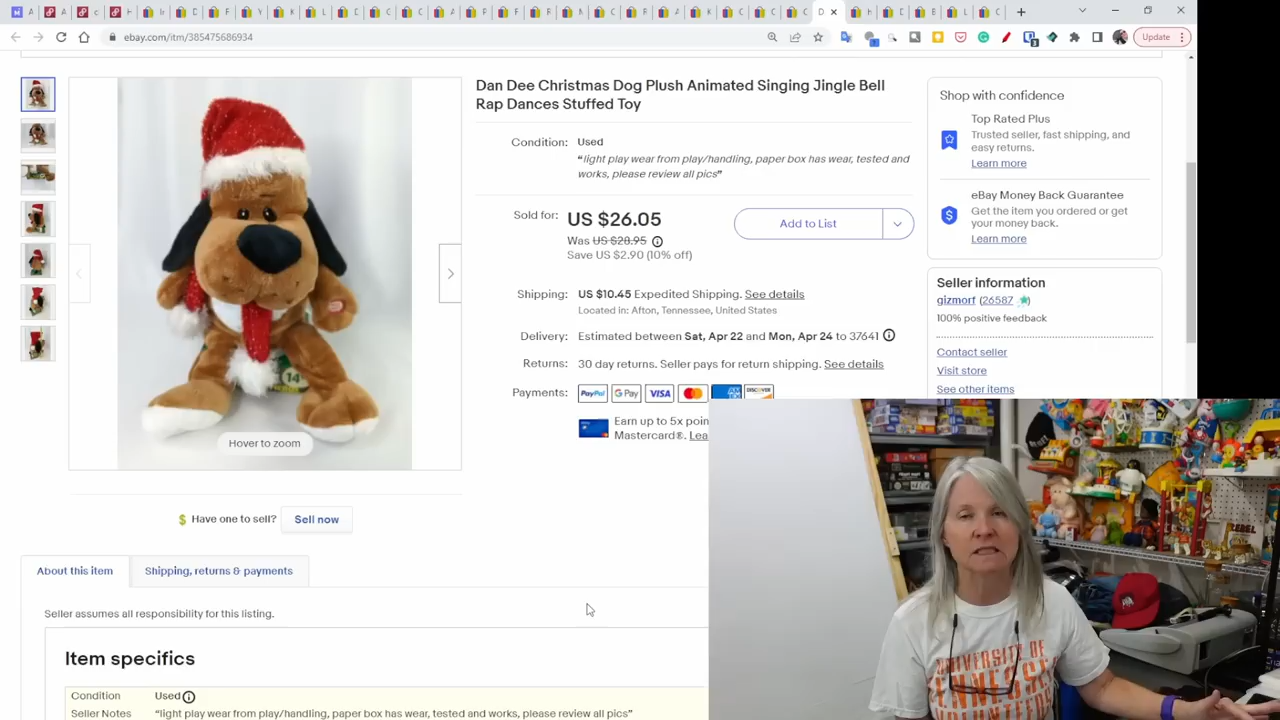 ebay.com/itm/385475686934
Update
Dan Dee Christmas Dog Plush Animated Singing Jingle Bell
Rap Dances Stuffed Toy
Condition: Used
“light play wear from play/handling, paper box has wear, tested and
works, please review all pics”
Sold for: US $26.05
Was US $28.95
Save US $2.90 (10% off)
Add to List
Shipping: US $10.45 Expedited Shipping. See details
Located in: Afton, Tennessee, United States
Delivery: Estimated between Sat, Apr 22 and Mon, Apr 24 to 37641
Returns: 30 day returns. Seller pays for return shipping. See details
Payments: PayPal G Pay VISA DISCOVER
Earn up to 5x poin
Mastercard®. Lea
Shop with confidence
Top Rated Plus
Trusted seller, fast shipping, and
easy returns.
Learn more
eBay Money Back Guarantee
Get the item you ordered or get
your money back.
Learn more
Seller information
gizmorf (26587)
100% positive feedback
Contact seller
Visit store
See other items
14
Hover to zoom
Have one to sell? Sell now
About this item
Shipping, returns & payments
Seller assumes all responsibility for this listing.
Item specifics
Condition Used
Seller Notes “light play wear from play/handling, paper box has wear, tested and works, please review all pics”
REBEL
UNIVERSITY OF